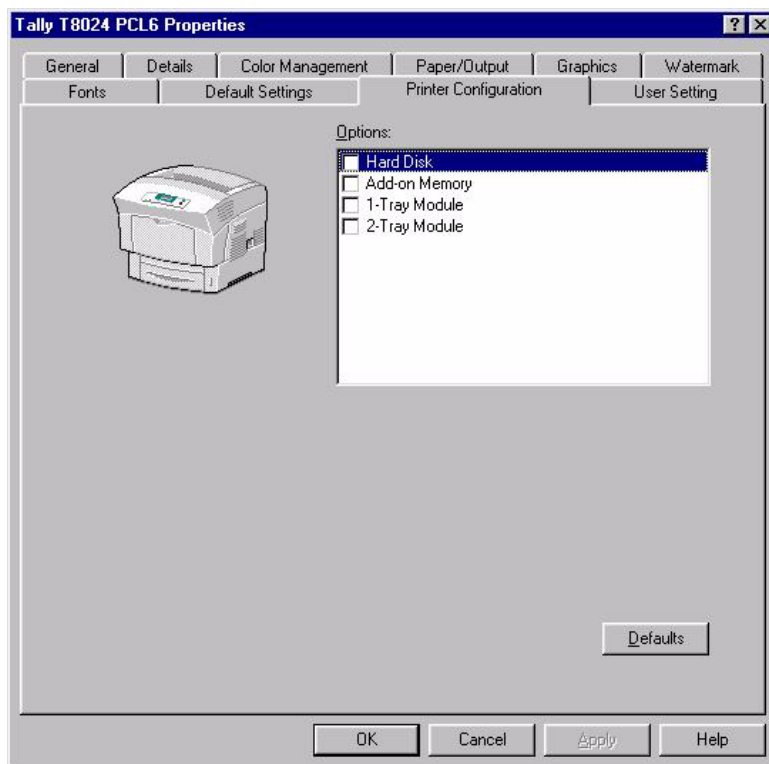 Tally T8024 PCL6 Properties
General Details Color Management Paper/Output Graphics Watermark
Fonts Default Settings Printer Configuration User Setting
Options:
Hard Disk
Add-on Memory
1-Tray Module
2-Tray Module
Defaults
OK Cancel Apply Help